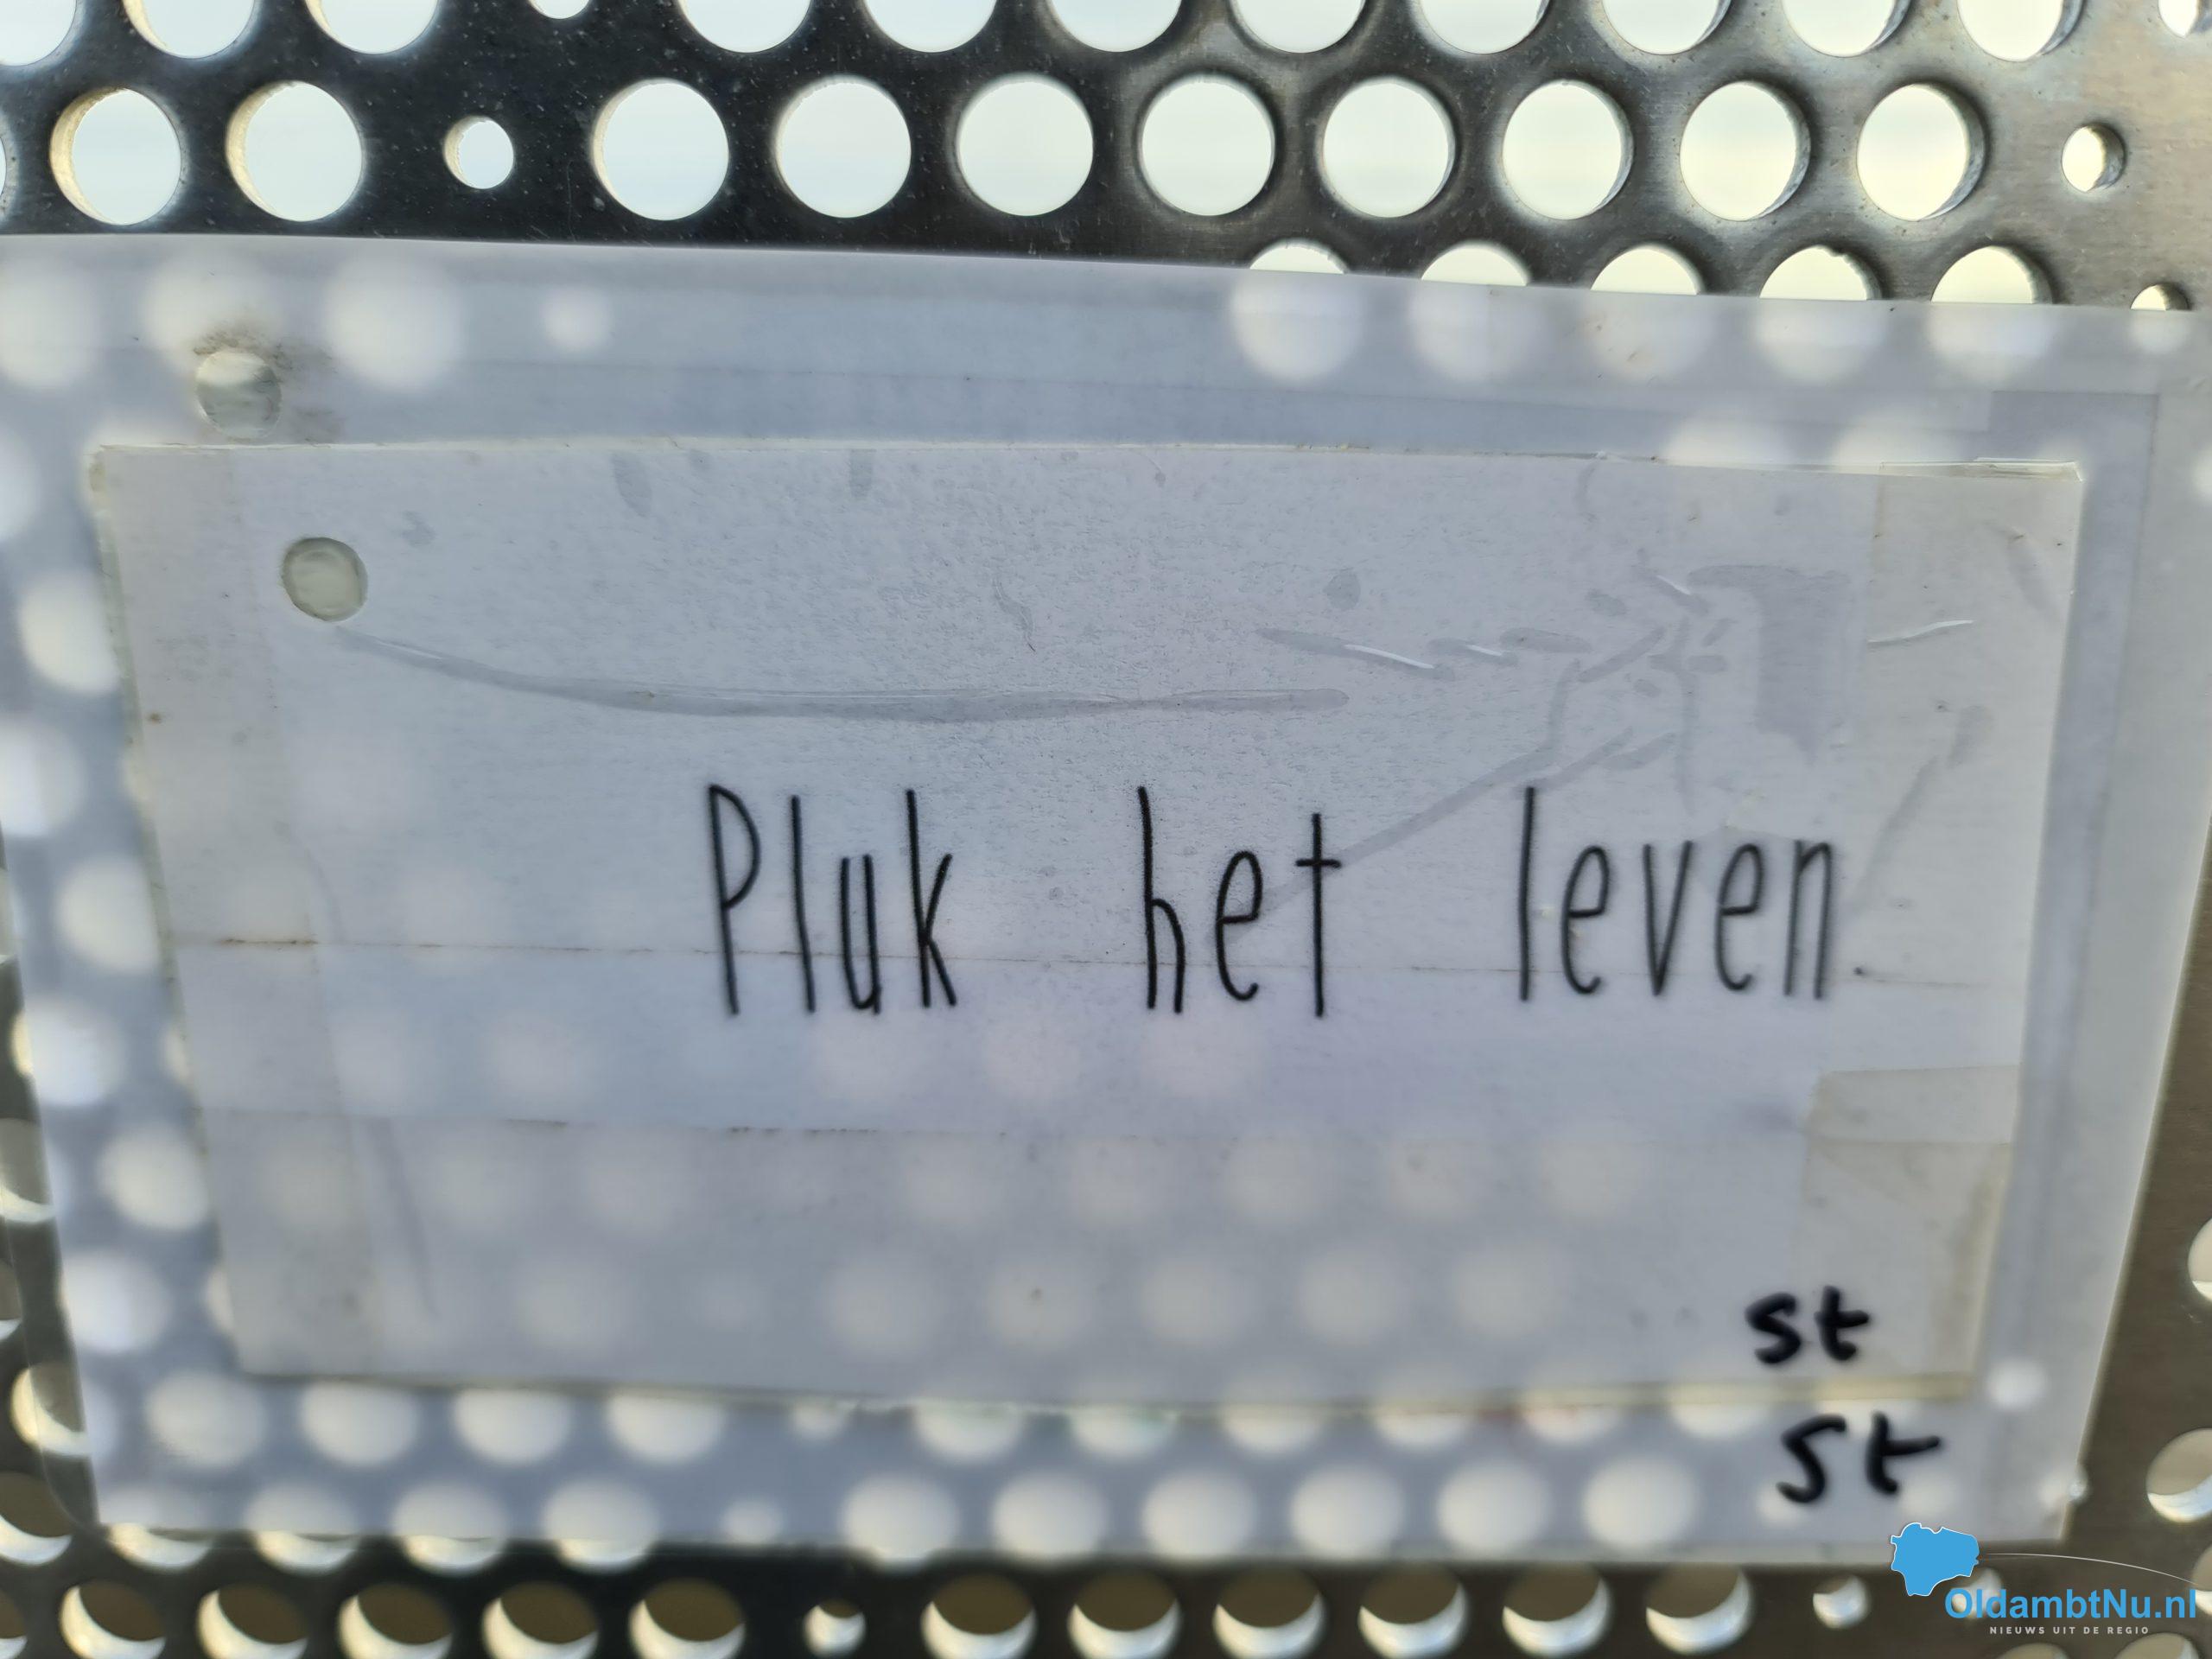 Pluk het leven.
st
st
OldambtNu.nl
NIEUWS UIT DE REGIO